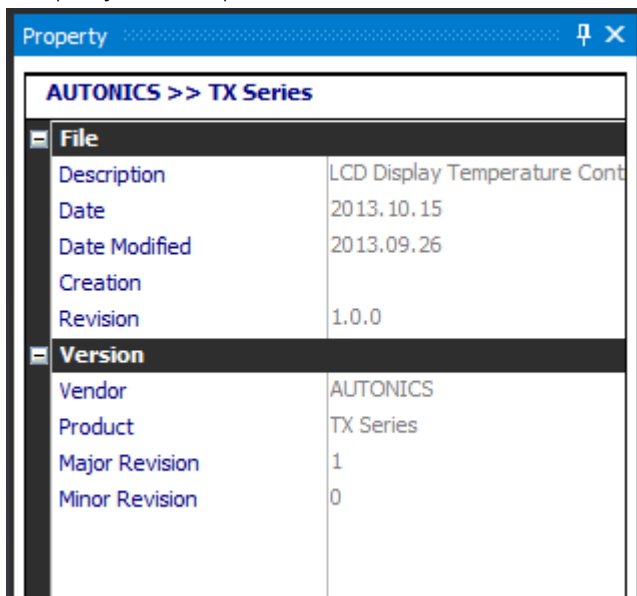 Property
AUTONICS >> TX Series
File
Description LCD Display Temperature Cont
Date 2013.10.15
Date Modified 2013.09.26
Creation
Revision 1.0.0
Version
Vendor AUTONICS
Product TX Series
Major Revision 1
Minor Revision 0